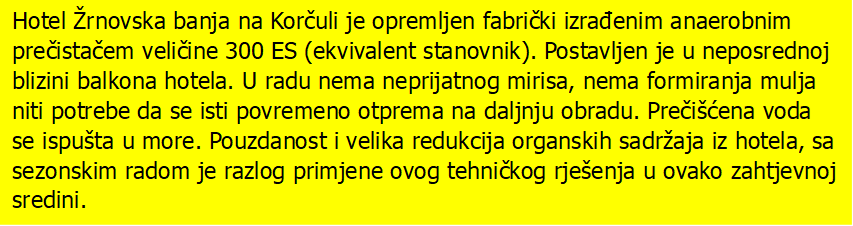 Hotel Žrnovska banja na Korčuli je opremljen fabrički izrađenim anaerobnim
prečistačem veličine 300 ES (ekvivalent stanovnik). Postavljen je u neposrednoj
blizini balkona hotela. U radu nema neprijatnog mirisa, nema formiranja mulja
niti potrebe da se isti povremeno otprema na daljnju obradu. Prečišćena voda
se ispušta u more. Pouzdanost i velika redukcija organskih sadržaja iz hotela, sa
sezonskim radom je razlog primjene ovog tehničkog rješenja u ovako zahtjevnoj
sredini.